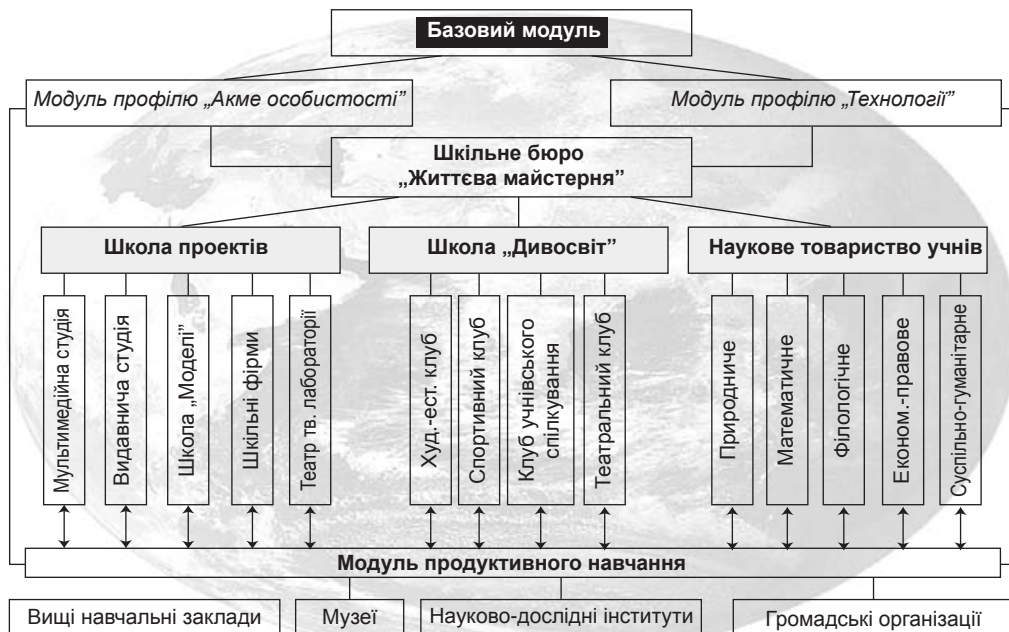 Базовий модуль
Модуль профілю „Акме особистості”
Модуль профілю „Технології”
Шкільне бюро
„Життєва майстерня”
Школа проектів
Школа „Дивосвіт”
Наукове товариство учнів
Мультимедійна студія
Видавнича студія
Школа „Моделі”
Шкільні фірми
Театр тв. лабораторії
Худ.-ест. клуб
Спортивний клуб
Клуб учнівського
спілкування
Театральний клуб
Природниче
Математичне
Філологічне
Економ.-правове
Суспільно-гуманітарне
Модуль продуктивного навчання
Вищі навчальні заклади
Музеї
Науково-дослідні інститути
Громадські організації